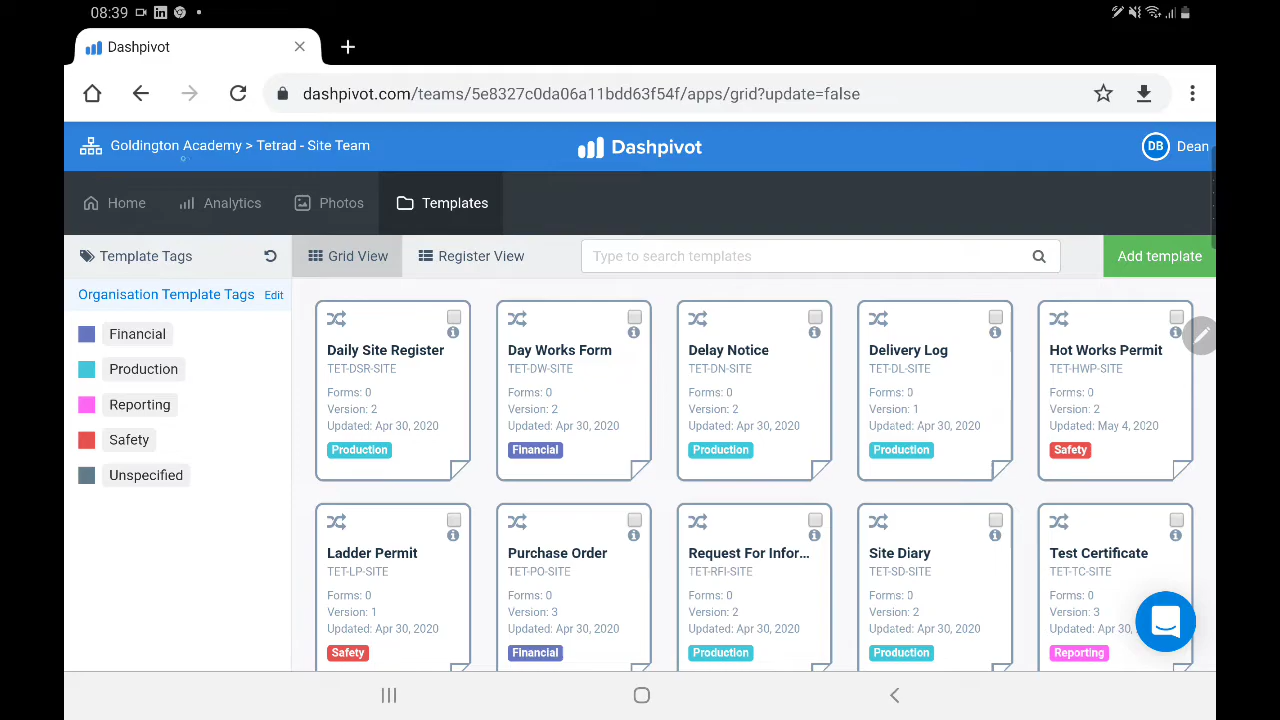 08:39
Dashpivot
dashpivot.com/teams/5e8327c0da06a11bdd63f54f/apps/grid?update=false
Goldington Academy > Tetrad - Site Team
Dashpivot
DB Dean
Home Analytics Photos Templates
Template Tags
Grid View Register View
Type to search templates
Add template
Organisation Template Tags Edit
Financial
Production
Reporting
Safety
Unspecified
Daily Site Register
TET-DSR-SITE
Forms: 0
Version: 2
Updated: Apr 30, 2020
Production
Day Works Form
TET-DW-SITE
Forms: 0
Version: 2
Updated: Apr 30, 2020
Financial
Delay Notice
TET-DN-SITE
Forms: 0
Version: 2
Updated: Apr 30, 2020
Production
Delivery Log
TET-DL-SITE
Forms: 0
Version: 1
Updated: Apr 30, 2020
Production
Hot Works Permit
TET-HWP-SITE
Forms: 0
Version: 2
Updated: May 4, 2020
Safety
Ladder Permit
TET-LP-SITE
Forms: 0
Version: 1
Updated: Apr 30, 2020
Safety
Purchase Order
TET-PO-SITE
Forms: 0
Version: 3
Updated: Apr 30, 2020
Financial
Request For Infor...
TET-RFI-SITE
Forms: 0
Version: 2
Updated: Apr 30, 2020
Production
Site Diary
TET-SD-SITE
Forms: 0
Version: 2
Updated: Apr 30, 2020
Production
Test Certificate
TET-TC-SITE
Forms: 0
Version: 3
Updated: Apr 30,
Reporting